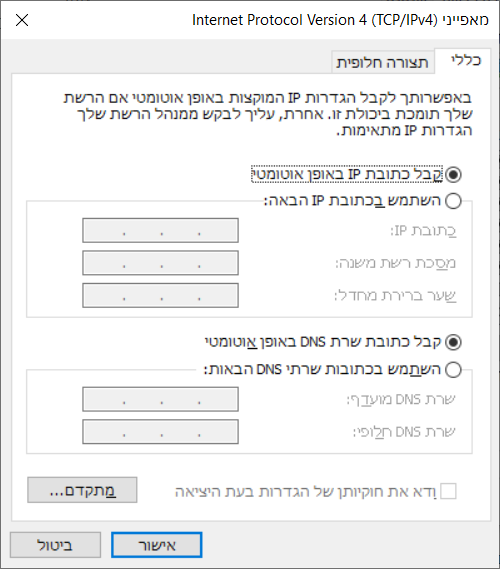 מאפייני Internet Protocol Version 4 (TCP/IPv4)
כללי
תצורה חלופית
באפשרותך לקבל הגדרות IP המוקצות באופן אוטומטי אם הרשת
שלך תומכת ביכולת זו. אחרת, עליך לבקש ממנהל הרשת שלך
הגדרות IP מתאימות.
קבל כתובת IP באופן אוטומטי
השתמש בכתובת IP הבאה:
כתובת IP:
מסכת רשת משנה:
שער ברירת מחדל:
קבל כתובת שרת DNS באופן אוטומטי
השתמש בכתובות שרתי DNS הבאות:
שרת DNS מועדף:
שרת DNS חלופי:
ודא את חוקיותן של הגדרות בעת היציאה
מתקדם...
אישור
ביטול